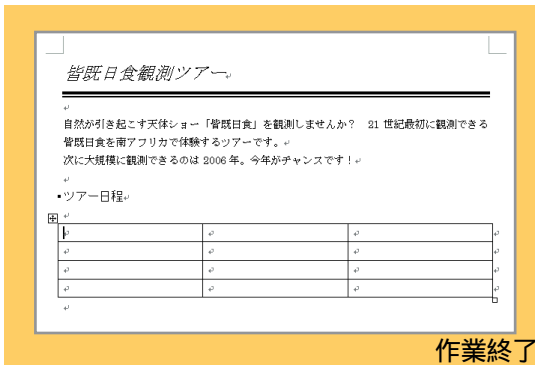 皆既日食観測ツアー
自然が引き起こす天体ショー「皆既日食」を観測しませんか？　21 世紀最初に観測できる
皆既日食を南アフリカで体験するツアーです。
次に大規模に観測できるのは 2006 年。今年がチャンスです！
▪ツアー日程
作業終了